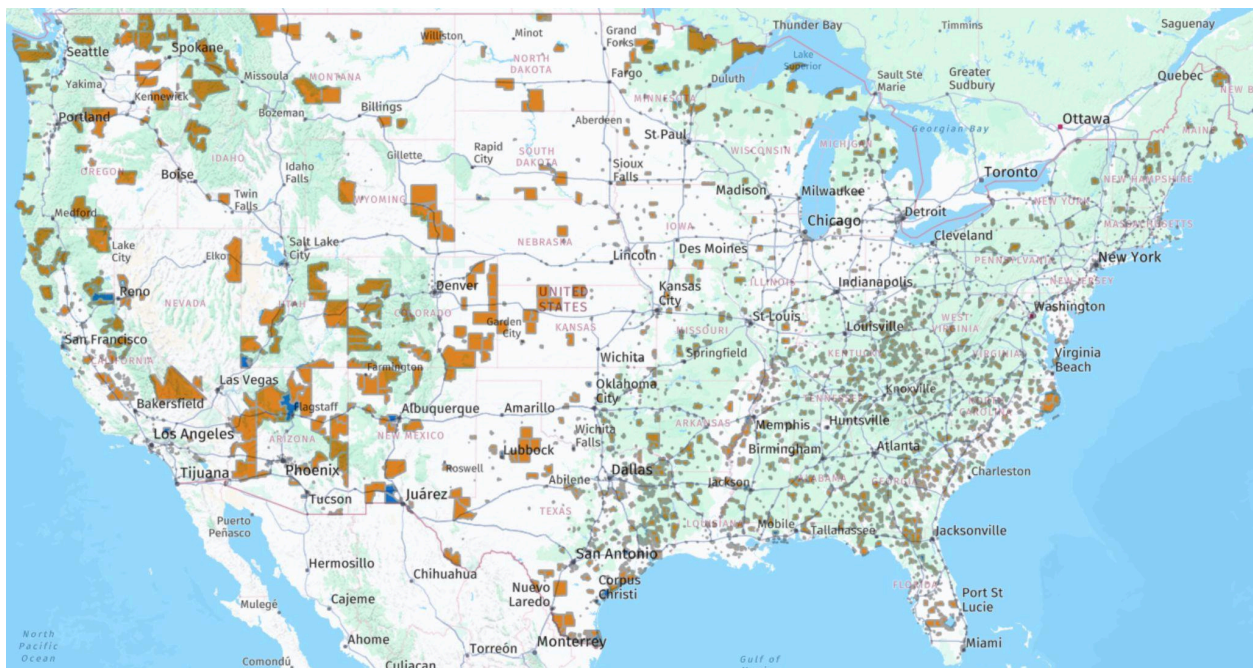 Thunder Bay
Timmins
Saguenay
Seattle
Spokane
Williston
Minot
Grand
Forks
Lake
Superior
Yakima
Missoula
MONTANA
NORTH
DAKOTA
Fargo
Duluth
Sault Ste
Marie
Greater
Sudbury
Quebec
Kennewick
Portland
Bozeman
Billings
Aberdeen
MINNESOTA
St Paul
Georgian Bay
Ottawa
MAINE
OREGON
IDAHO
Boise
Idaho
Falls
Gillette
Rapid
City
SOUTH
DAKOTA
Sioux
Falls
WISCONSIN
MICHIGAN
Toronto
NEW HAMPSHIRE
Twin
Falls
WYOMING
Madison
Milwaukee
Detroit
NEW YORK
MASSACHUSETTS
Medford
Lake
City
Elko
Salt Lake
City
NEBRASKA
IOWA
Chicago
Cleveland
Lincoln
Des Moines
PENNSYLVANIA
New York
NEW JERSEY
Reno
NEVADA
UTAH
Denver
COLORADO
UNITED
STATES
Kansas
City
ILLINOIS
Indianapolis
Washington
San Francisco
CALIFORNIA
Garden
City
KANSAS
MISSOURI
St Louis
Louisville
WEST
VIRGINIA
Las Vegas
Farmington
Wichita
Springfield
KENTUCKY
VIRGINIA
Virginia
Beach
Bakersfield
Flagstaff
Albuquerque
Amarillo
Oklahoma
City
Knoxville
TENNESSEE
NORTH
CAROLINA
Los Angeles
ARIZONA
NEW MEXICO
Wichita
Falls
ARKANSAS
Memphis
Huntsville
Tijuana
Phoenix
Roswell
Lubbock
Birmingham
Atlanta
Tucson
Juárez
Abilene
Dallas
Jackson
ALABAMA
GEORGIA
Charleston
Puerto
Peñasco
TEXAS
LOUISIANA
Mobile
Tallahassee
Jacksonville
Hermosillo
Chihuahua
San Antonio
FLORIDA
Mulegé
Cajeme
Nuevo
Laredo
Corpus
Christi
Port St
Lucie
North
Pacific
Ocean
Ahome
Torreón
Monterrey
Miami
Comondú
Culiacan
Gulf of